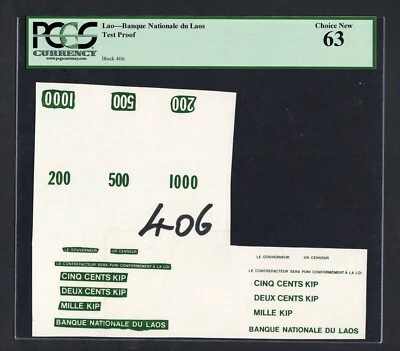 PCGS
CURRENCY
www.pcgscurrency.com
Lao—Banque Nationale du Laos
Test Proof
Block 406
Choice New
63
1000 500 200
200 500 1000
406
LE GOUVERNEUR UN CENSEUR
LE CONTREFACTEUR SERA PUNI CONFORMEMENT A LA LOI
CINQ CENTS KIP
DEUX CENTS KIP
MILLE KIP
BANQUE NATIONALE DU LAOS
LE GOUVERNEUR UN CENSEUR
LE CONTREFACTEUR SERA PUNI CONFORMEMENT A LA LOI
CINQ CENTS KIP
DEUX CENTS KIP
MILLE KIP
BANQUE NATIONALE DU LAOS